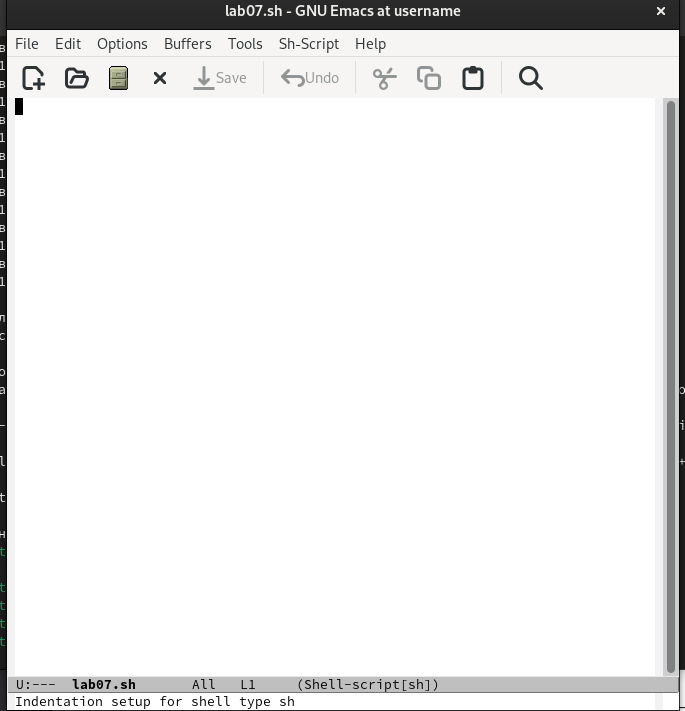 lab07.sh - GNU Emacs at username
File Edit Options Buffers Tools Sh-Script Help
Save Undo
U:--- lab07.sh All L1 (Shell-script[sh])
Indentation setup for shell type sh